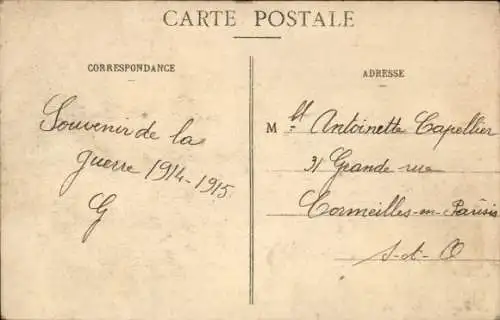 CARTE POSTALE
CORRESPONDANCE
ADRESSE
Souvenir de la
guerre 1914-1915
G
M lle Antoinette Capellier
31 Grande rue
Cormeilles-en-Parisis
S-et-O